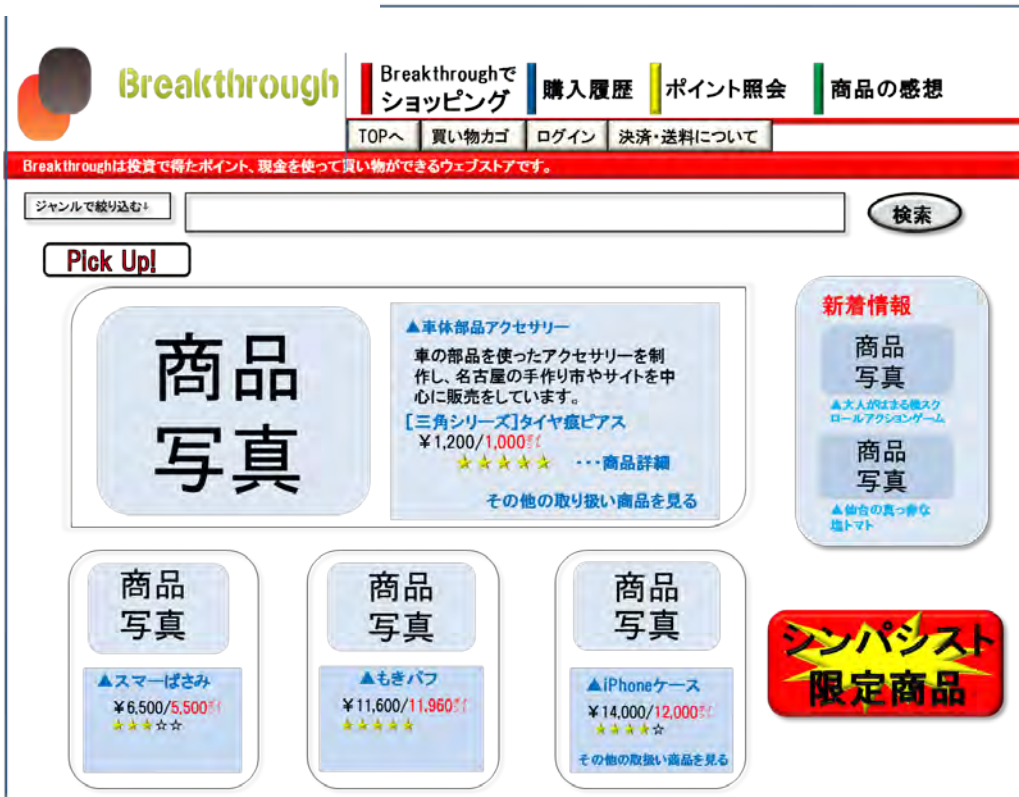 Breakthrough
Breakthroughで
ショッピング
購入履歴
ポイント照会
商品の感想
TOPへ
買い物カゴ
ログイン
決済・送料について
Breakthroughは投資で得たポイント、現金を使って買い物ができるウェブストアです。
ジャンルで絞り込む↓
検索
Pick Up!
商品
写真
▲車体部品アクセサリー
車の部品を使ったアクセサリーを制
作し、名古屋の手作り市やサイトを中
心に販売をしています。
[三角シリーズ]タイヤ痕ピアス
¥1,200/1,000
★★★★★ ・・・商品詳細
その他の取り扱い商品を見る
新着情報
商品
写真
▲大人がはまる横スク
ロールアクションゲーム
商品
写真
▲仙台の真っ赤な
塩トマト
商品
写真
▲スマーぱさみ
¥6,500/5,500
★★★☆☆
商品
写真
▲もきパフ
¥11,600/11,960
★★★★★
商品
写真
▲iPhoneケース
¥14,000/12,000
★★★★☆
その他の取扱い商品を見る
シンパシスト
限定商品